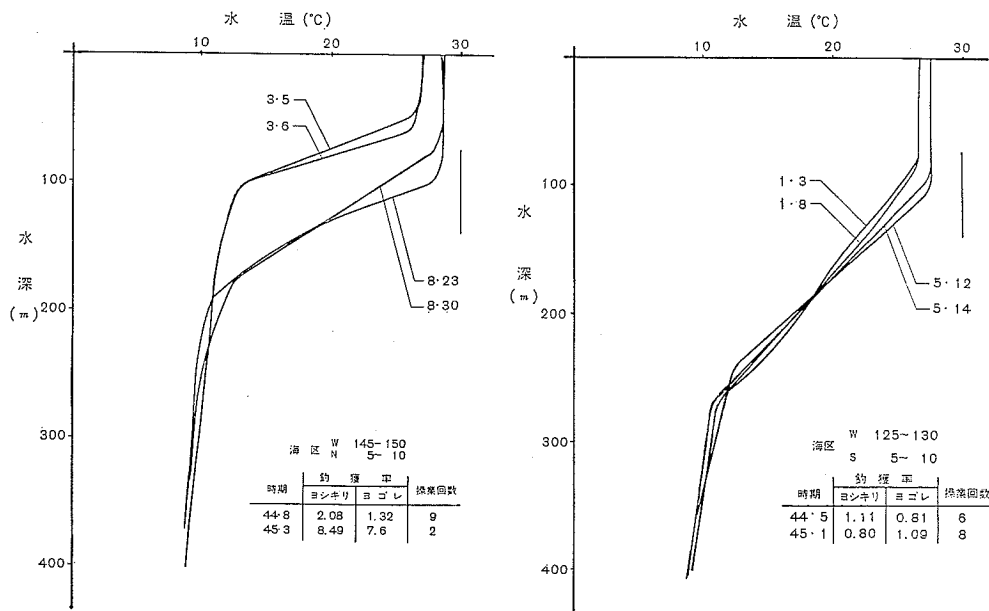 水 温 (℃)
10 20 30
3·5
3·6
100
水
深
(m)
8·23
8·30
200
300
海 区 W 145~150
N 5~10
釣 獲 率
時期 ヨシキリ ヨゴレ 操業回数
44·8 2.08 1.32 9
45·3 8.49 7.6 2
400
水 温 (℃)
10 20 30
100
1·3
1·8
水
深
(m)
5·12
5·14
200
300
海区 W 125~130
S 5~10
釣 獲 率
時期 ヨシキリ ヨゴレ 操業回数
44·5 1.11 0.81 6
45·1 0.80 1.09 8
400